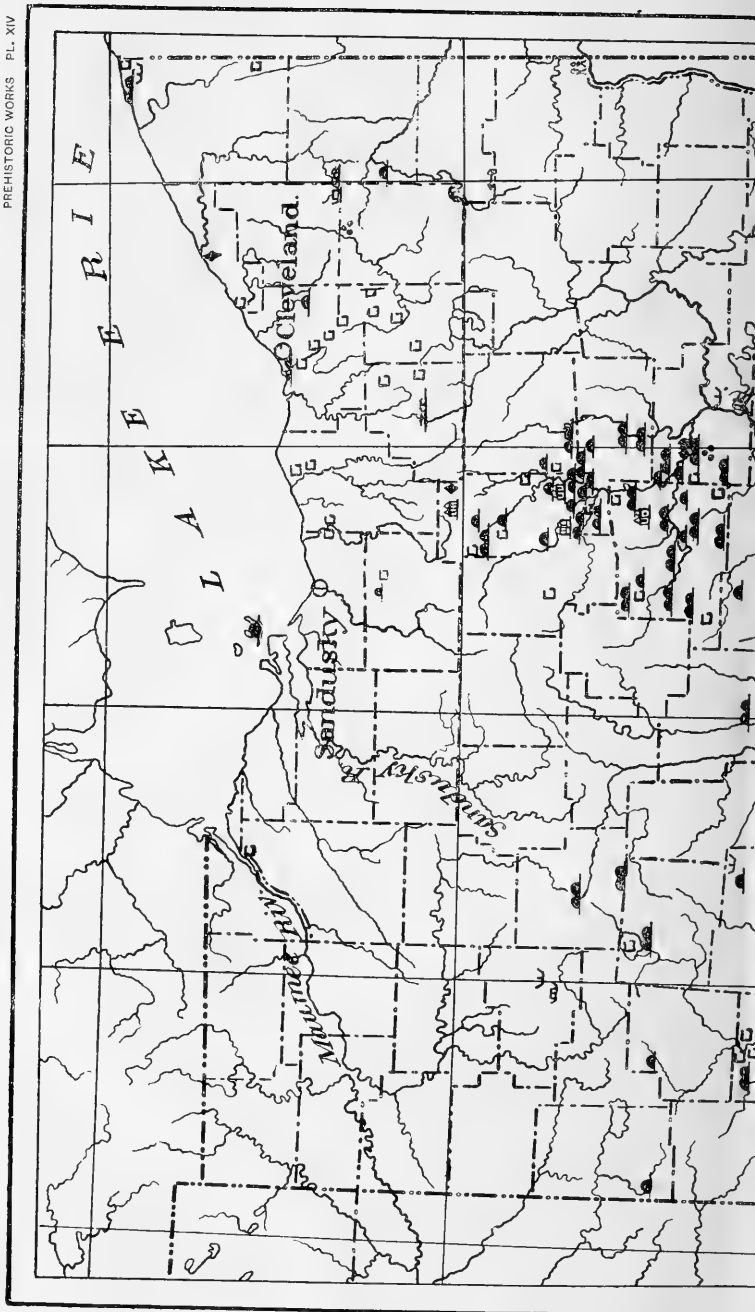 PREHISTORIC WORKS PL. XIV
LAKE ERIE
Cleveland
Sandusky
Sandusky R.
Maumee Riv.